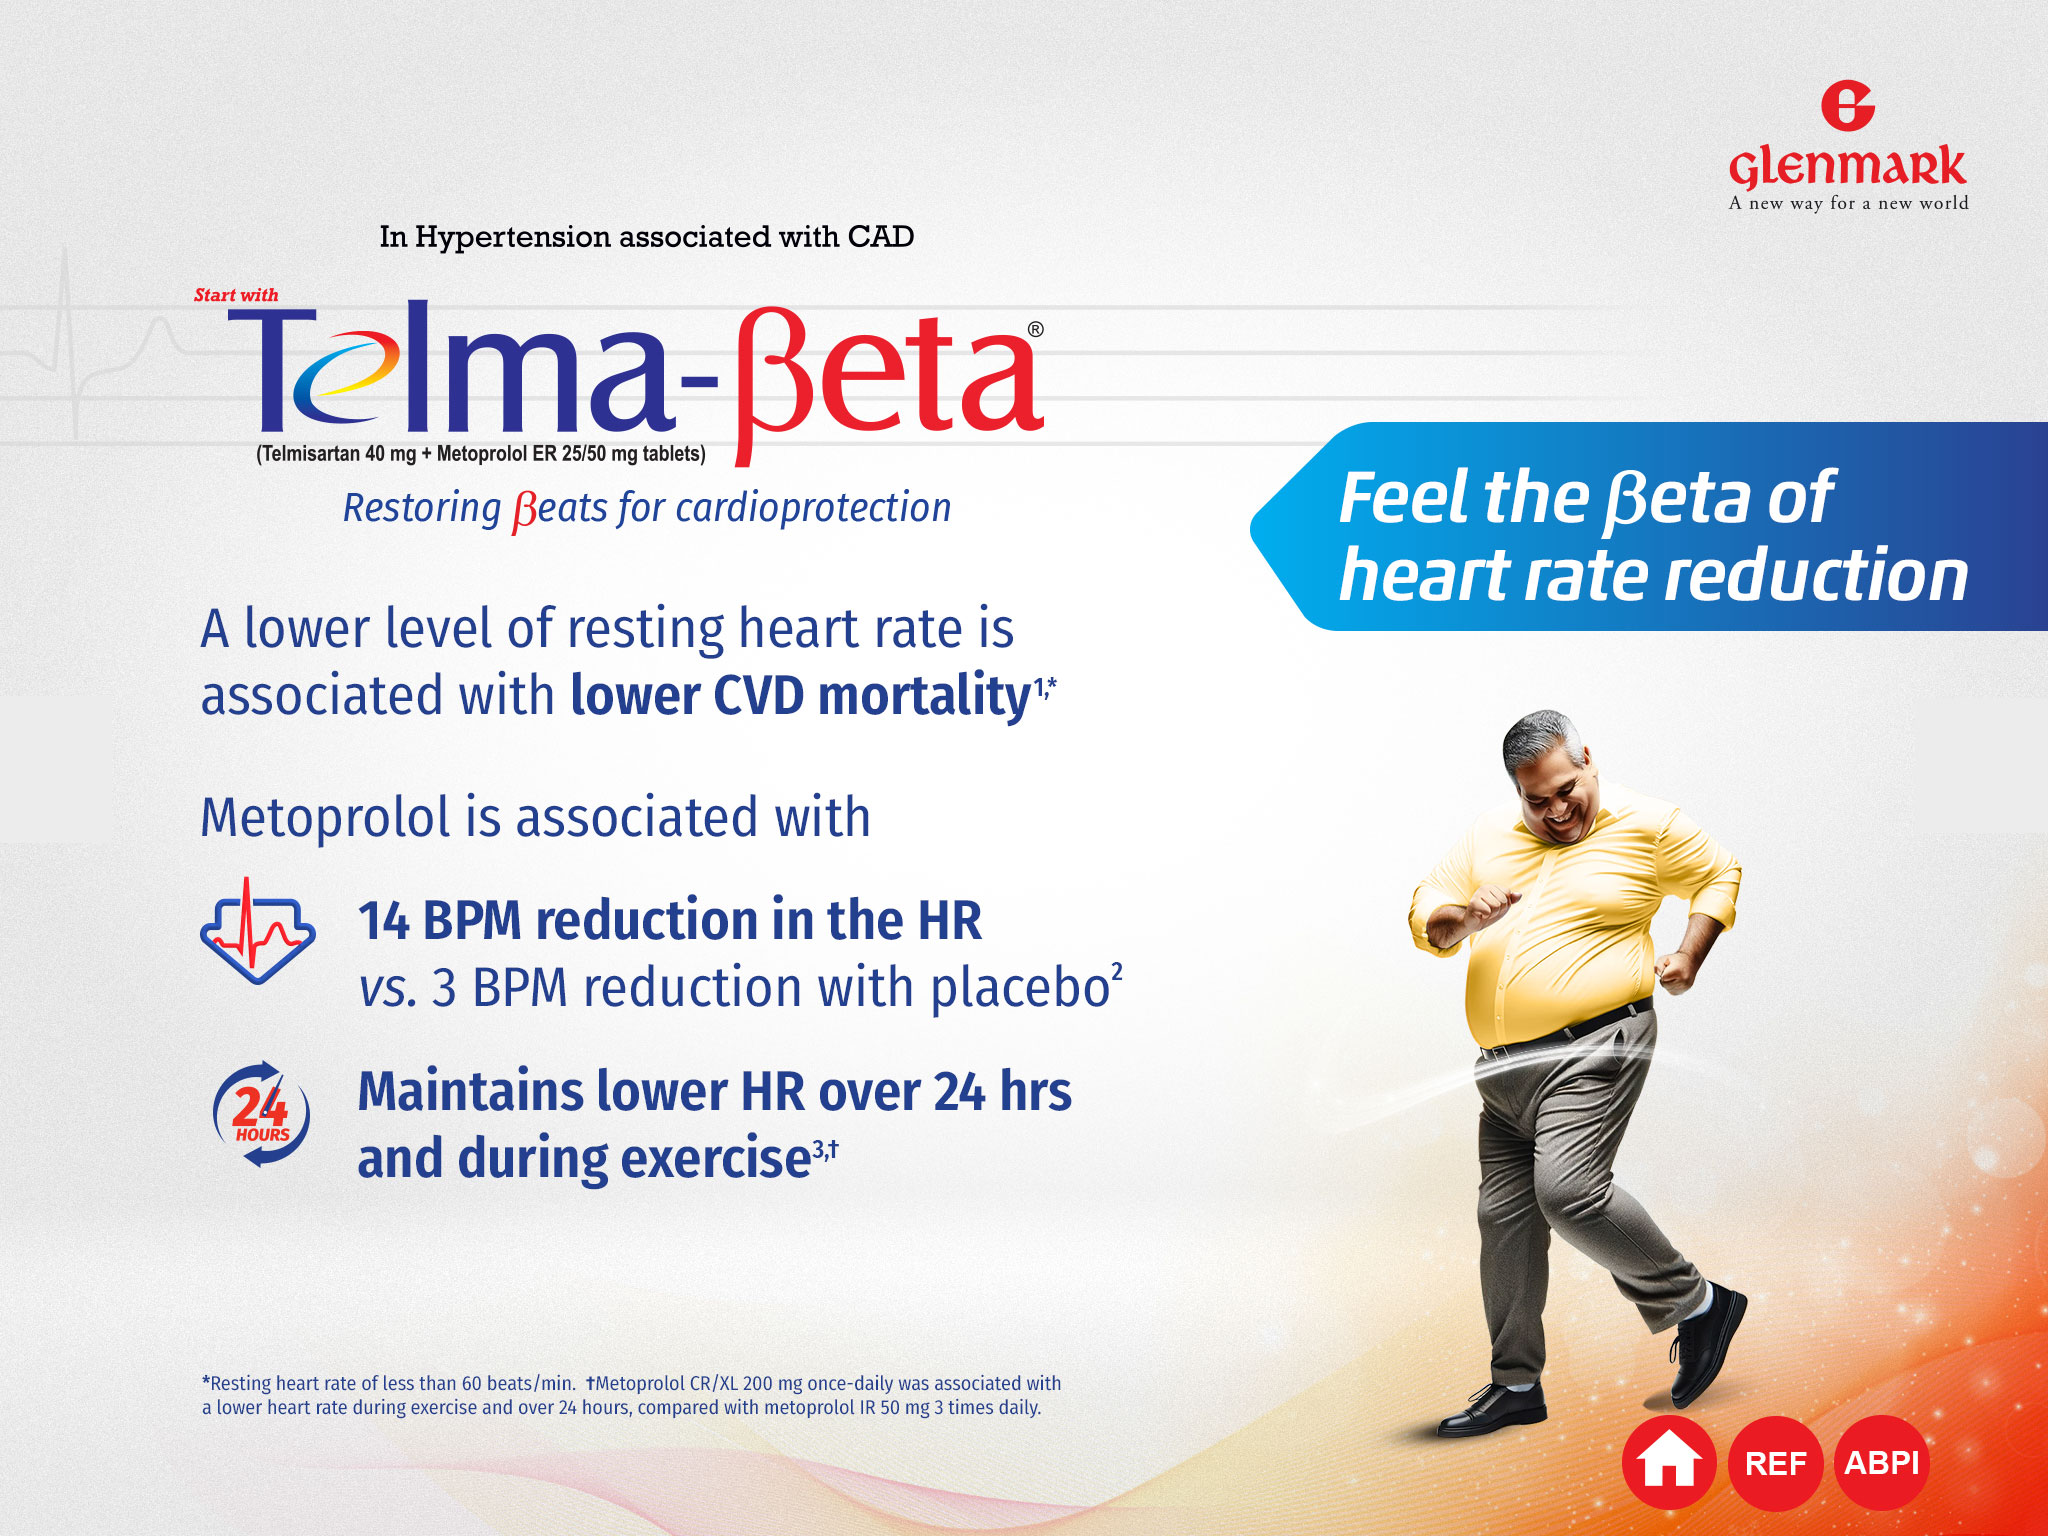 Glenmark
A new way for a new world
In Hypertension associated with CAD
Start with
Telma-βeta®
(Telmisartan 40 mg + Metoprolol ER 25/50 mg tablets)
Restoring βeats for cardioprotection
Feel the βeta of
heart rate reduction
A lower level of resting heart rate is
associated with lower CVD mortality1,*
Metoprolol is associated with
14 BPM reduction in the HR
vs. 3 BPM reduction with placebo2
24
HOURS
Maintains lower HR over 24 hrs
and during exercise3,†
*Resting heart rate of less than 60 beats/min. †Metoprolol CR/XL 200 mg once-daily was associated with
a lower heart rate during exercise and over 24 hours, compared with metoprolol IR 50 mg 3 times daily.
REF
ABPI